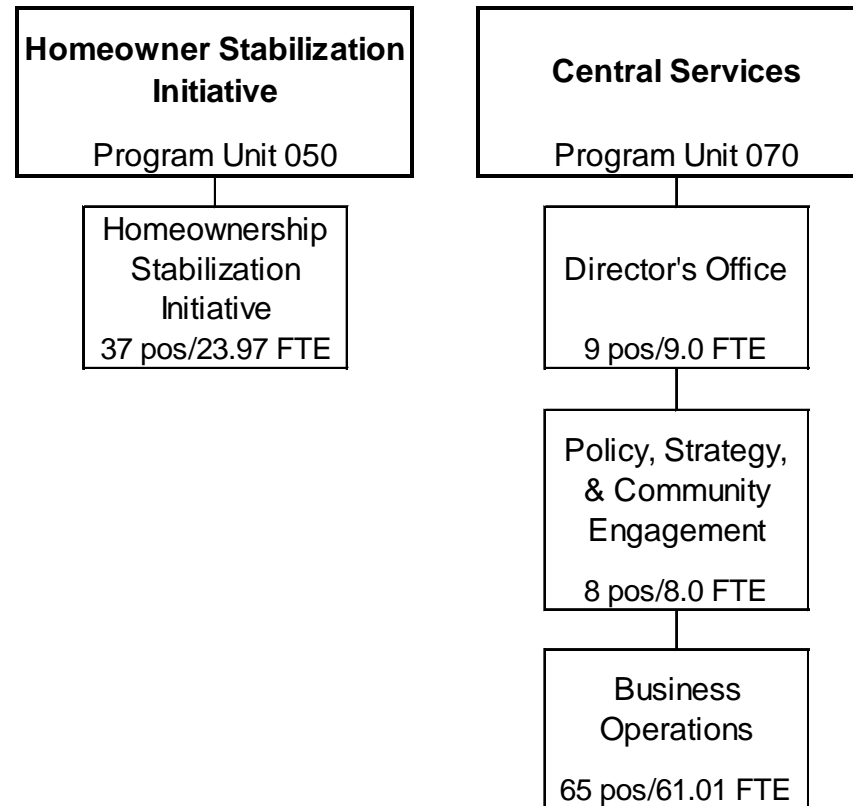 Homeowner Stabilization
Initiative
Program Unit 050
Homeownership
Stabilization
Initiative
37 pos/23.97 FTE
Central Services
Program Unit 070
Director's Office
9 pos/9.0 FTE
Policy, Strategy,
& Community
Engagement
8 pos/8.0 FTE
Business
Operations
65 pos/61.01 FTE